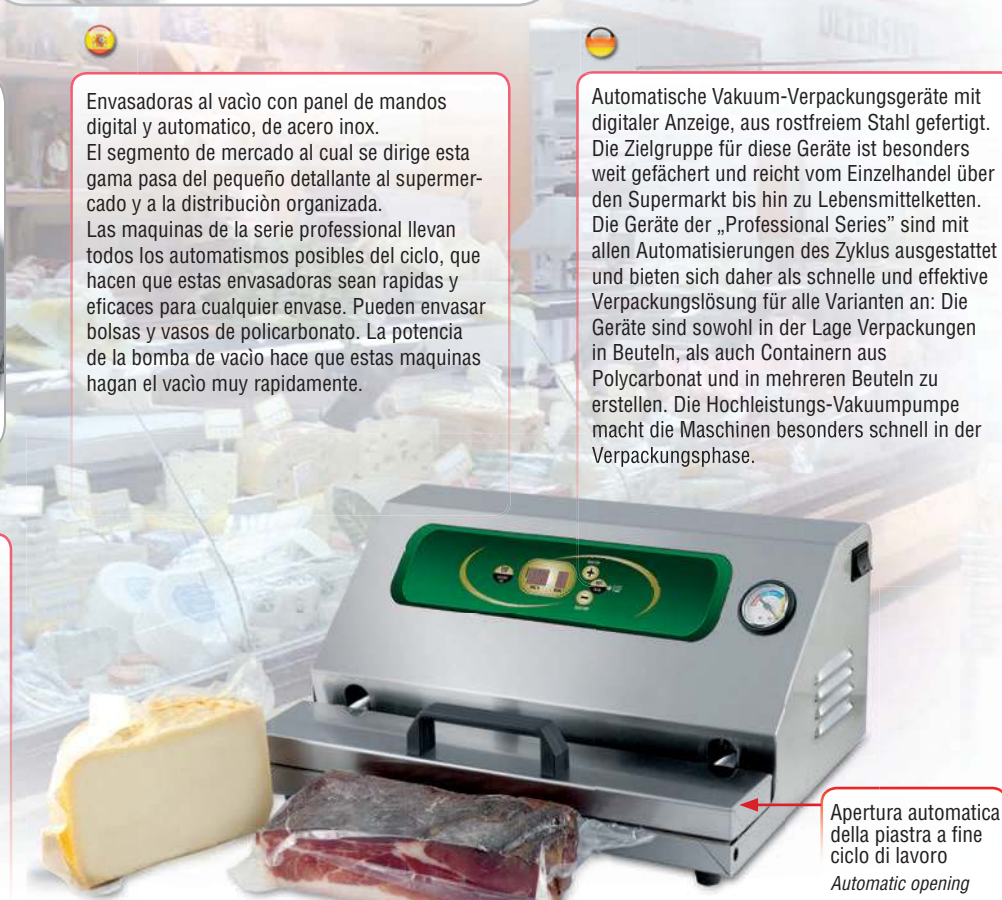 Envasadoras al vacìo con panel de mandos
digital y automatico, de acero inox.
El segmento de mercado al cual se dirige esta
gama pasa del pequeño detallante al supermer-
cado y a la distribuciòn organizada.
Las maquinas de la serie professional llevan
todos los automatismos posibles del ciclo, que
hacen que estas envasadoras sean rapidas y
eficaces para cualquier envase. Pueden envasar
bolsas y vasos de policarbonato. La potencia
de la bomba de vacìo hace que estas maquinas
hagan el vacìo muy rapidamente.
Automatische Vakuum-Verpackungsgeräte mit
digitaler Anzeige, aus rostfreiem Stahl gefertigt.
Die Zielgruppe für diese Geräte ist besonders
weit gefächert und reicht vom Einzelhandel über
den Supermarkt bis hin zu Lebensmittelketten.
Die Geräte der „Professional Series” sind mit
allen Automatisierungen des Zyklus ausgestattet
und bieten sich daher als schnelle und effektive
Verpackungslösung für alle Varianten an: Die
Geräte sind sowohl in der Lage Verpackungen
in Beuteln, als auch Containern aus
Polycarbonat und in mehreren Beuteln zu
erstellen. Die Hochleistungs-Vakuumpumpe
macht die Maschinen besonders schnell in der
Verpackungsphase.
Apertura automatica
della piastra a fine
ciclo di lavoro
Automatic opening